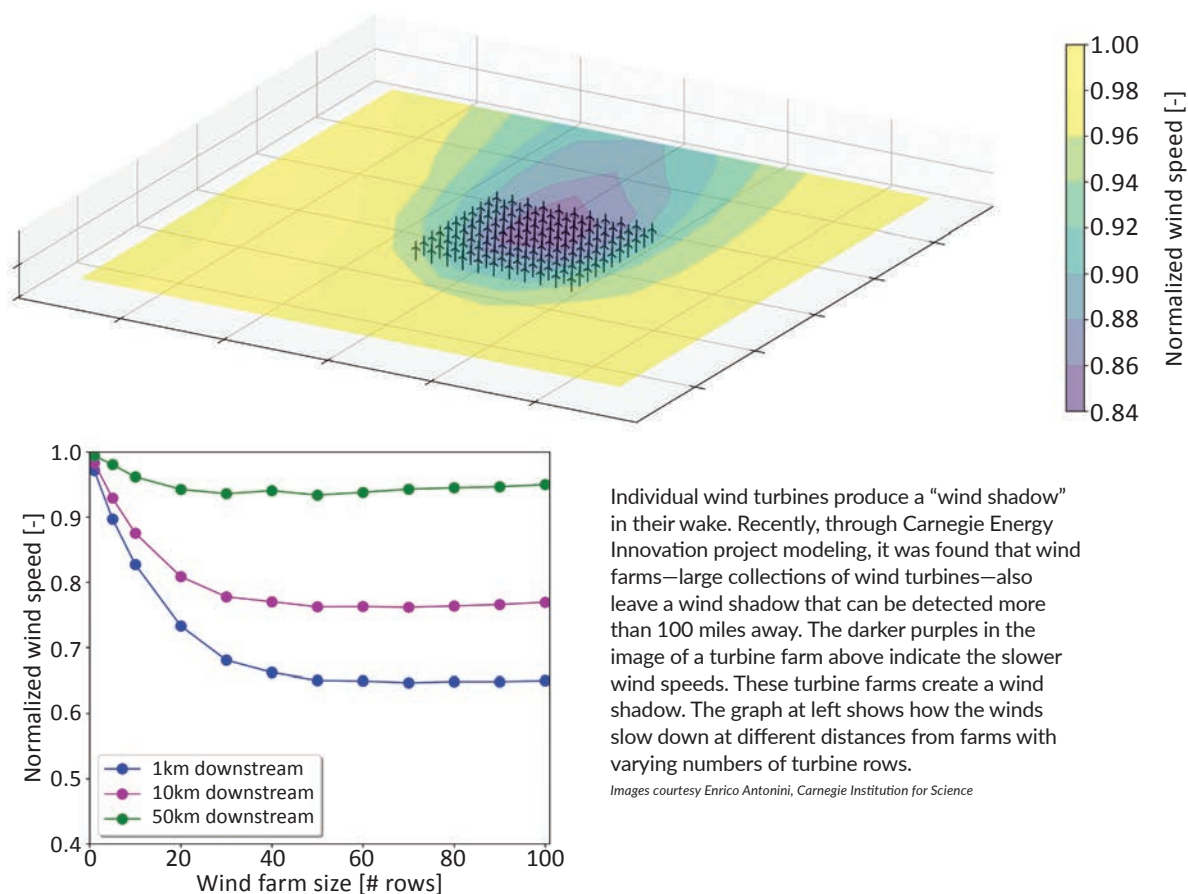 1.00
0.98
0.96
0.94
0.92
0.90
0.88
0.86
0.84
Normalized wind speed [-]
1.0
0.9
0.8
0.7
0.6
0.5
0.4
Normalized wind speed [-]
1km downstream
10km downstream
50km downstream
0 20 40 60 80 100
Wind farm size [# rows]
Individual wind turbines produce a “wind shadow”
in their wake. Recently, through Carnegie Energy
Innovation project modeling, it was found that wind
farms—large collections of wind turbines—also
leave a wind shadow that can be detected more
than 100 miles away. The darker purples in the
image of a turbine farm above indicate the slower
wind speeds. These turbine farms create a wind
shadow. The graph at left shows how the winds
slow down at different distances from farms with
varying numbers of turbine rows.
Images courtesy Enrico Antonini, Carnegie Institution for Science